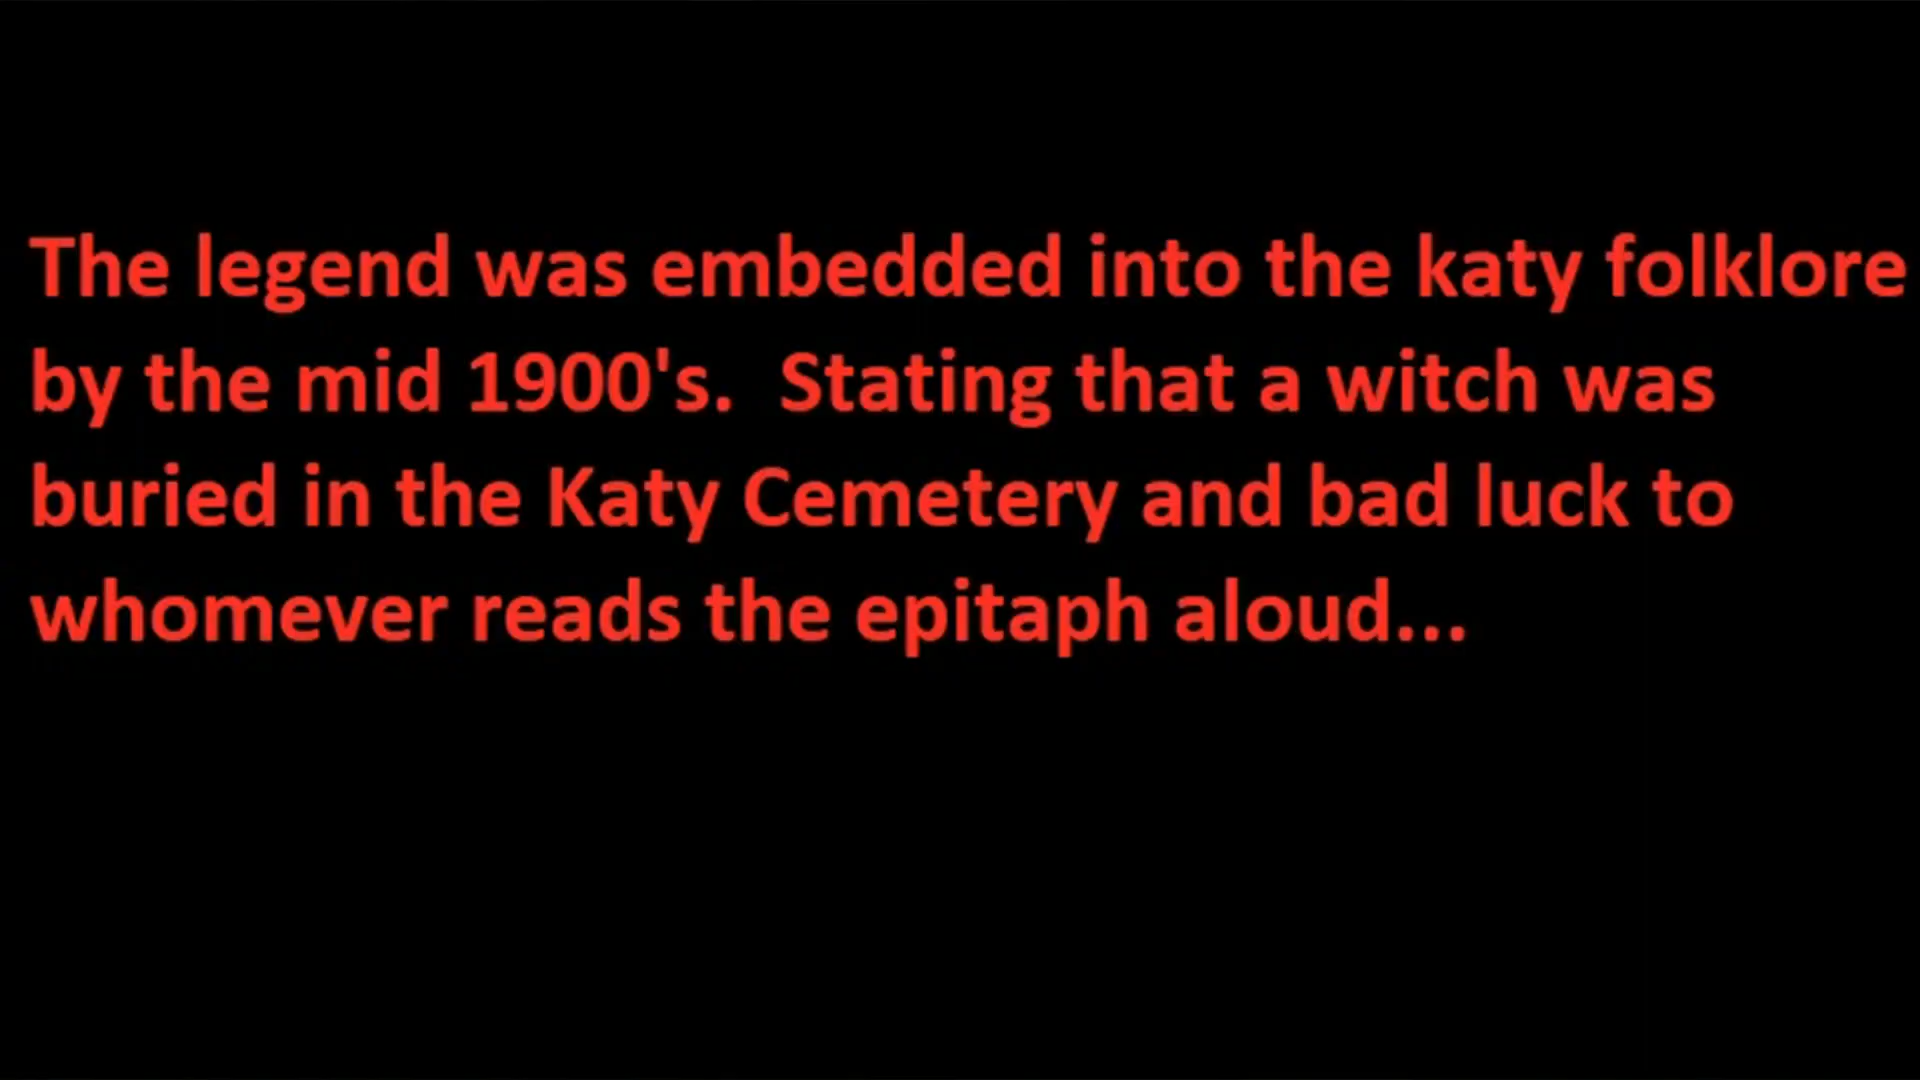 The legend was embedded into the katy folklore
by the mid 1900's.  Stating that a witch was
buried in the Katy Cemetery and bad luck to
whomever reads the epitaph aloud...